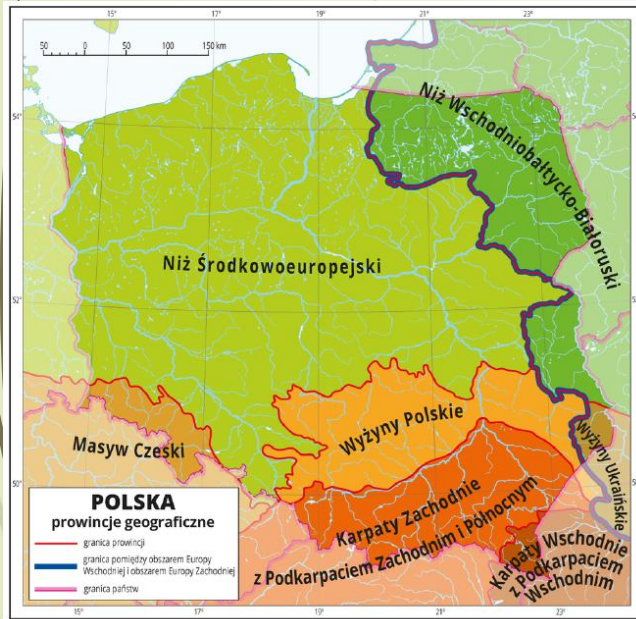 15° 17° 19° 21° 23°
50 0 50 100 150 km
54°
54°
Niż Wschodniobałtycko-Białoruski
Niż Środkowoeuropejski
52°
52°
Wyżyny Polskie
Masyw Czeski
Wyżyny Ukraińskie
50°
Karpaty Zachodnie
z Podkarpaciem Zachodnim i Północnym
Karpaty Wschodnie
z Podkarpaciem
Wschodnim
POLSKA
prowincje geograficzne
granica prowincji
granica pomiędzy obszarem Europy
Wschodniej i obszarem Europy Zachodniej
granica państw
15° 17° 19° 21° 23°